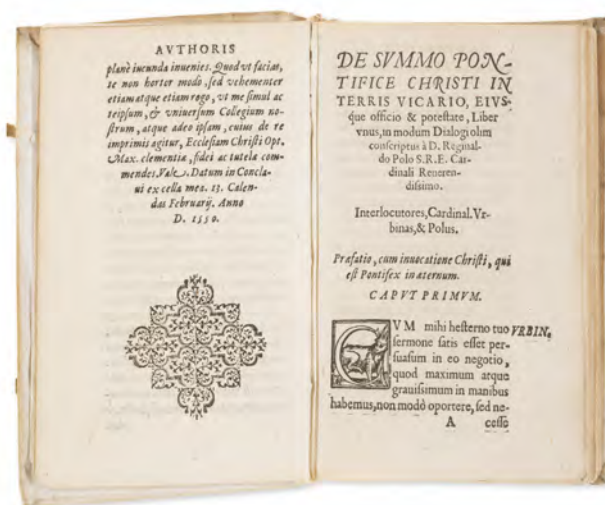 AVTHORIS
planè iucunda inuenies. Quod vt facias,
te non horter modo, sed vehementer
etiam atque etiam rogo, vt me simul ac
teipsum, & vniuersum Collegium no-
strum, atque adeo ipsam, cuius de re
imprimis agitur, Ecclesiam Christi Opt.
Max. clementiæ, fidei ac tutelæ com-
mendes. Vale. Datum in Concla-
ui ex cella mea. 13. Calen-
das Februarij. Anno
D. 1550.
DE SVMMO PON-
TIFICE CHRISTI IN
TERRIS VICARIO, EIVS-
que officio & potestate, Liber
vnus, in modum Dialogi olim
conscriptus à D. Reginal-
do Polo S.R.E. Car-
dinali Reueren-
dissimo.
Interlocutores, Cardinal. Vr-
binas, & Polus.
Præfatio, cum inuocatione Christi, qui
est Pontifex in æternum.
CAPVT PRIMVM.
CVM mihi hesterno tuo VRBIN.
sermone satis esset per-
suasum in eo negotio,
quod maximum atque
grauissimum in manibus
habemus, non modò oportere, sed ne-
A cesse